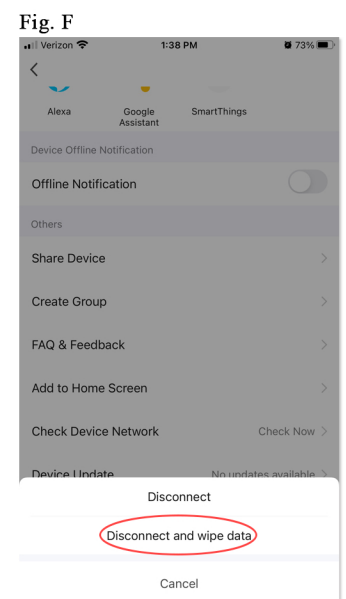 Fig. F
Verizon 1:38 PM 73%
Alexa Google Assistant SmartThings
Device Offline Notification
Offline Notification
Others
Share Device
Create Group
FAQ & Feedback
Add to Home Screen
Check Device Network Check Now
Device Update No updates available
Disconnect
Disconnect and wipe data
Cancel